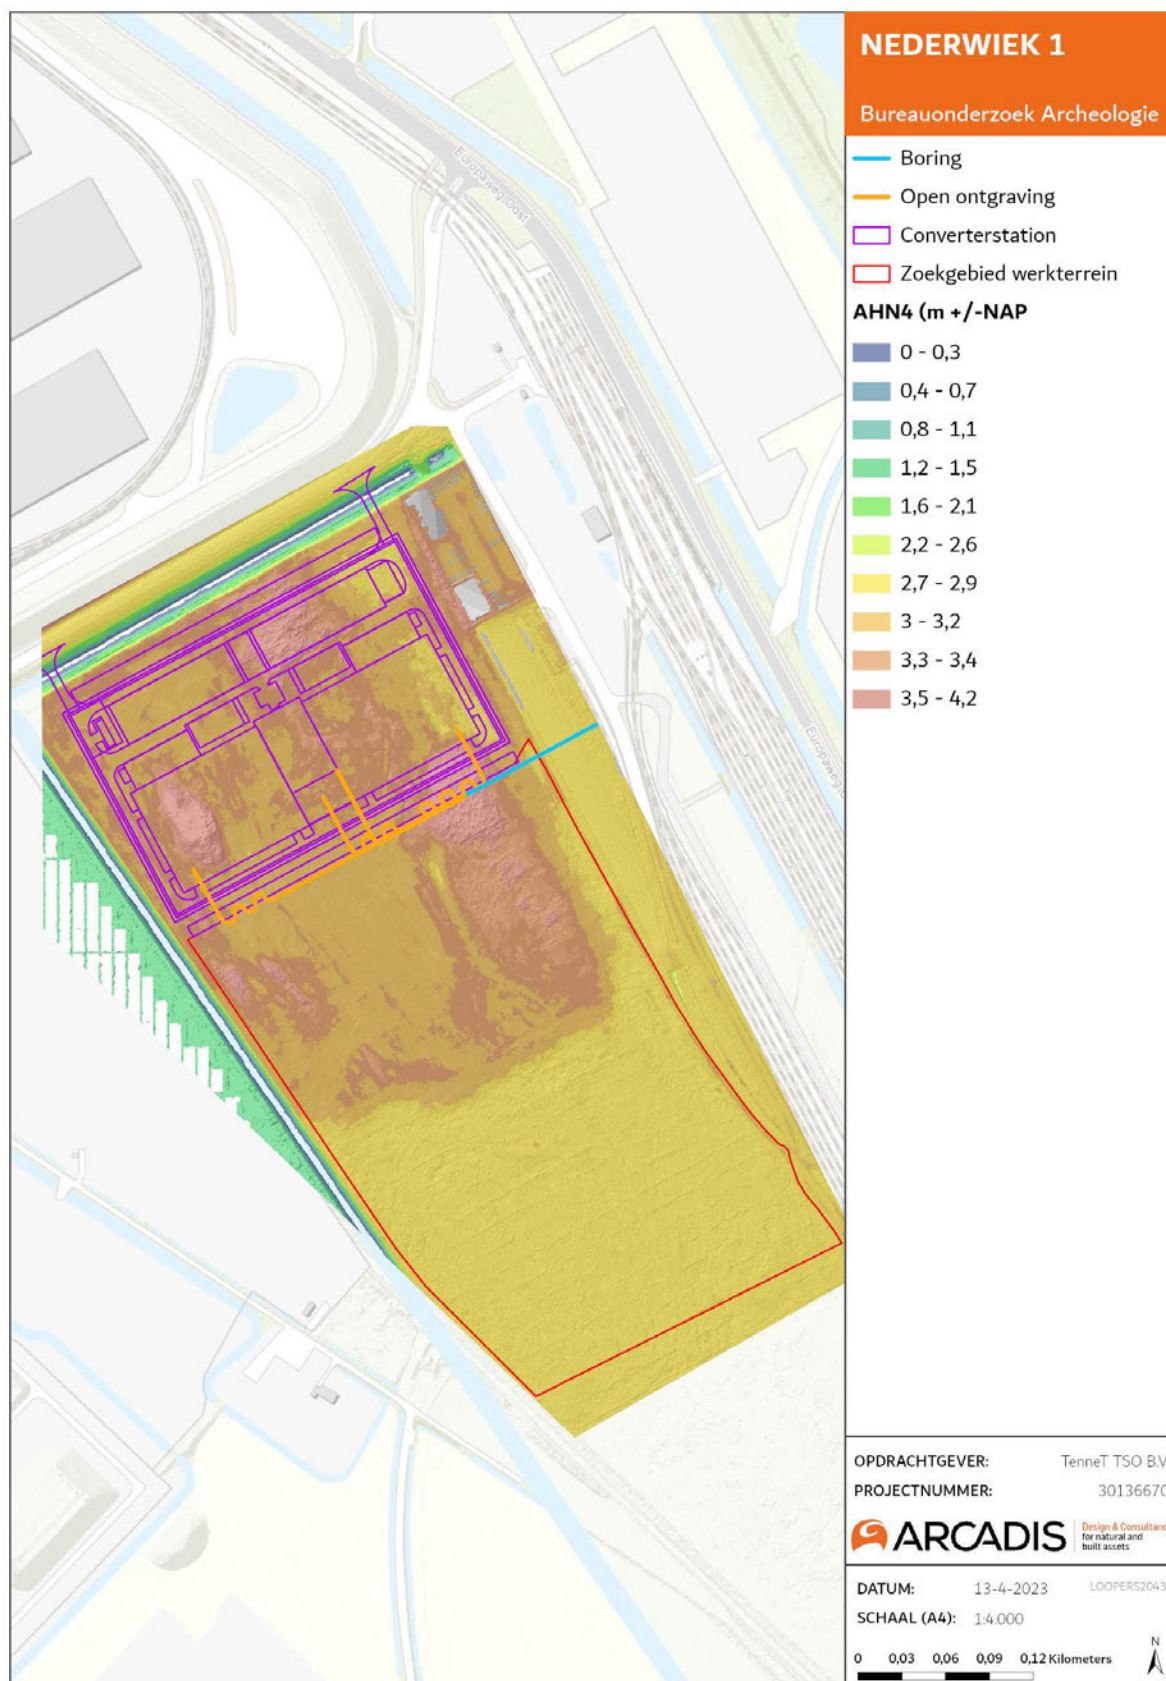 NEDERWIEK 1
Bureauonderzoek Archeologie
Boring
Open ontgraving
Converterstation
Zoekgebied werkterrein
AHN4 (m +/-NAP
0 - 0,3
0,4 - 0,7
0,8 - 1,1
1,2 - 1,5
1,6 - 2,1
2,2 - 2,6
2,7 - 2,9
3 - 3,2
3,3 - 3,4
3,5 - 4,2
Europaweg Oost
Europaweg
OPDRACHTGEVER: TenneT TSO B.V
PROJECTNUMMER: 30136670
ARCADIS
Design & Consultanc
for natural and
built assets
DATUM: 13-4-2023 LOOPERS2043
SCHAAL (A4): 1:4.000
N
0 0,03 0,06 0,09 0,12 Kilometers